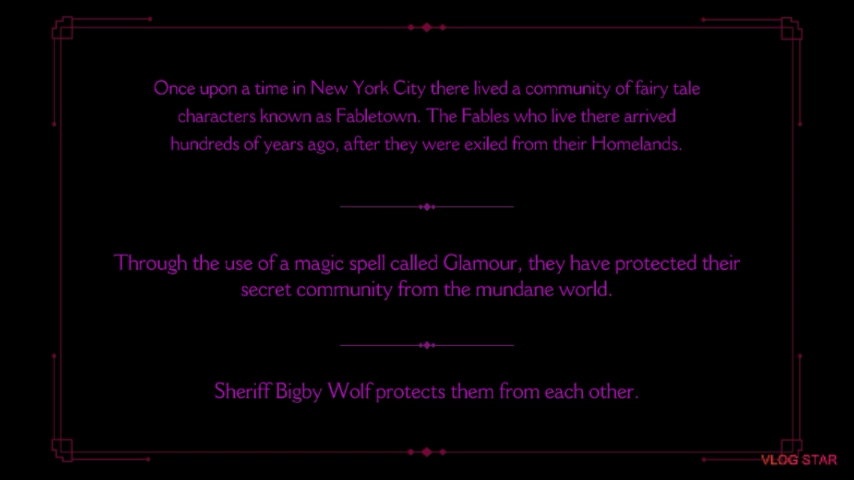 Once upon a time in New York City there lived a community of fairy tale
characters known as Fabletown. The Fables who live there arrived
hundreds of years ago, after they were exiled from their Homelands.
Through the use of a magic spell called Glamour, they have protected their
secret community from the mundane world.
Sheriff Bigby Wolf protects them from each other.
VLOG STAR